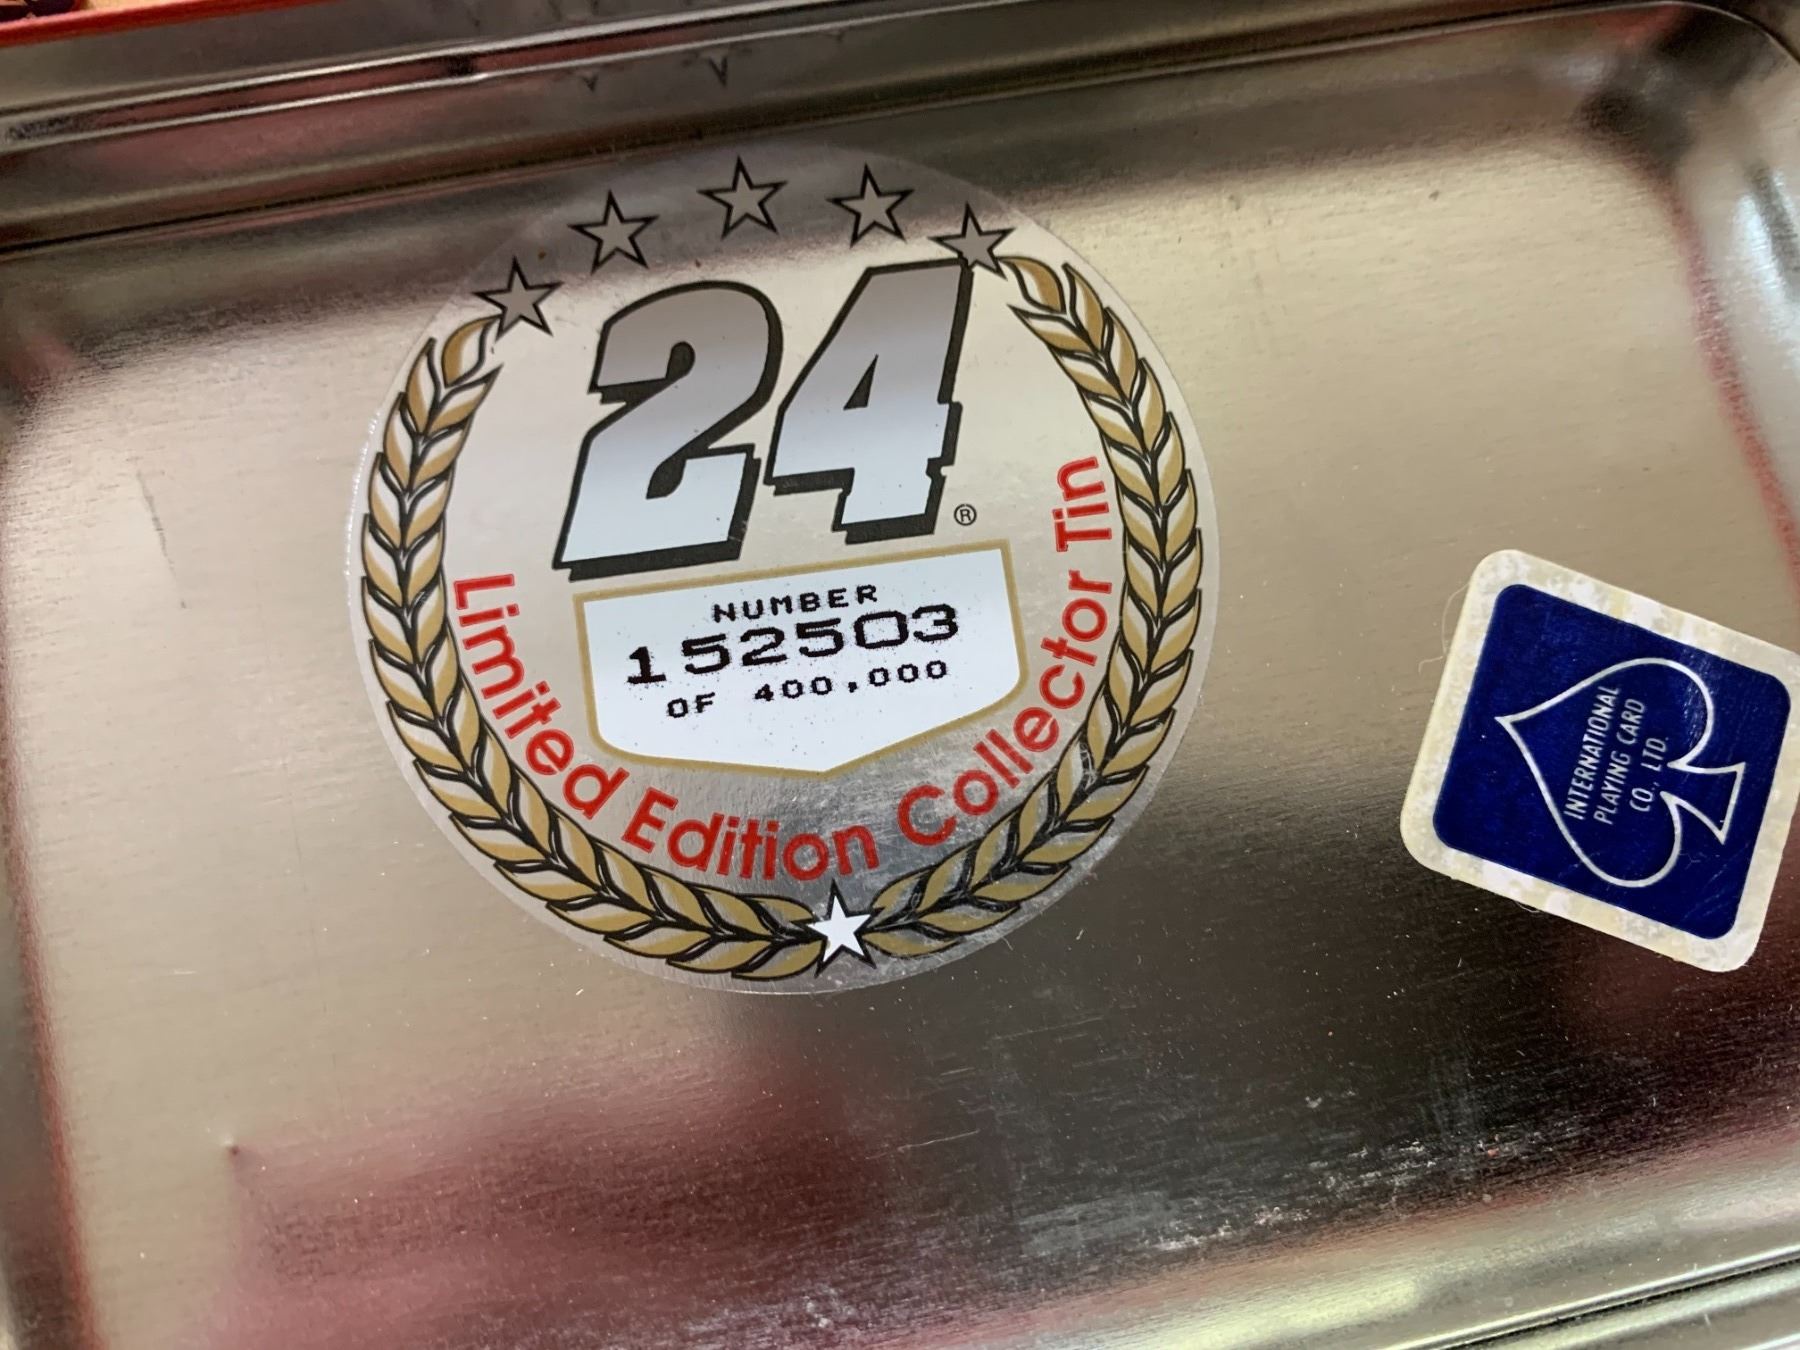 24®
NUMBER
152503
OF 400,000
Limited Edition Collector Tin
INTERNATIONAL
PLAYING CARD
CO., LTD.